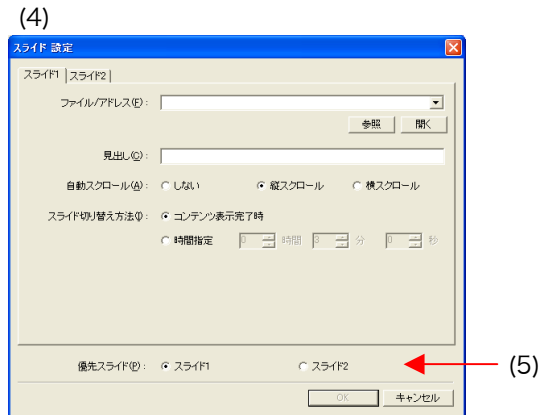 (4)
スライド 設定
スライド1 スライド2
ファイル/アドレス(F):
参照 開く
見出し(C):
自動スクロール(A): しない 縦スクロール 横スクロール
スライド切り替え方法(I): コンテンツ表示完了時
時間指定 0 時間 3 分 0 秒
優先スライド(P): スライド1 スライド2
(5)
OK キャンセル